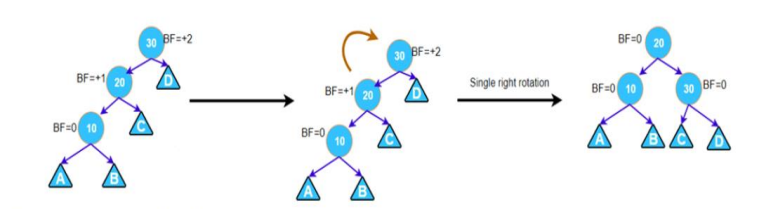 30 BF=+2
BF=+1 20 D
BF=0 10 C
A B
30 BF=+2
BF=+1 20 D
BF=0 10 C
A B
Single right rotation
BF=0 20
BF=0 10 30 BF=0
A B C D